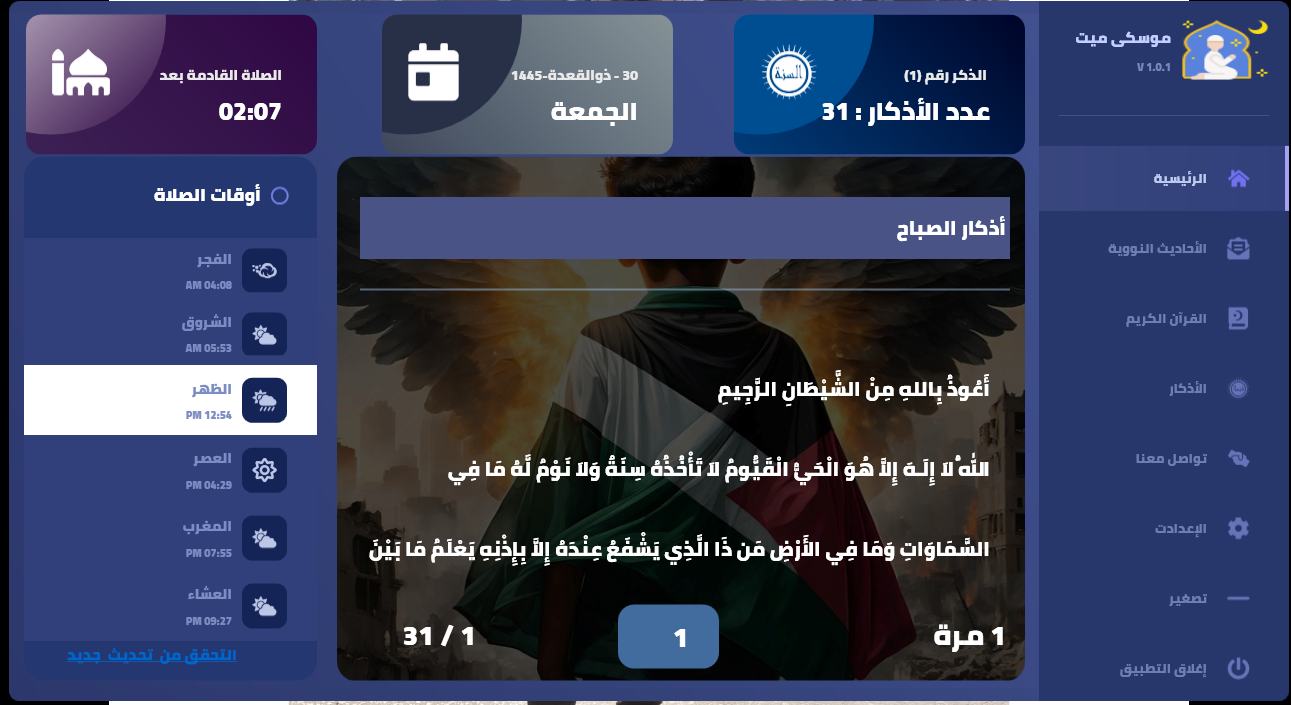 موسكى ميت
V 1.0.1
الرئيسية
الأحاديث النووية
القرآن الكريم
الأذكار
تواصل معنا
الإعدادت
تصغير
إغلاق التطبيق
الذكر رقم (1)
عدد الأذكار : 31
السنة
30 - ذوالقعدة-1445
الجمعة
الصلاة القادمة بعد
02:07
أذكار الصباح
أَعُوذُ بِاللهِ مِنْ الشَّيْطَانِ الرَّجِيمِ
اللّهُ لاَ إِلَـهَ إِلاَّ هُوَ الْحَيُّ الْقَيُّومُ لاَ تَأْخُذُهُ سِنَةٌ وَلاَ نَوْمٌ لَّهُ مَا فِي
السَّمَاوَاتِ وَمَا فِي الأَرْضِ مَن ذَا الَّذِي يَشْفَعُ عِنْدَهُ إِلاَّ بِإِذْنِهِ يَعْلَمُ مَا بَيْنَ
1 مرة
1
31 / 1
أوقات الصلاة
الفجر
04:08 AM
الشروق
05:53 AM
الظهر
12:54 PM
العصر
04:29 PM
المغرب
07:55 PM
العشاء
09:27 PM
التحقق من تحديث جديد